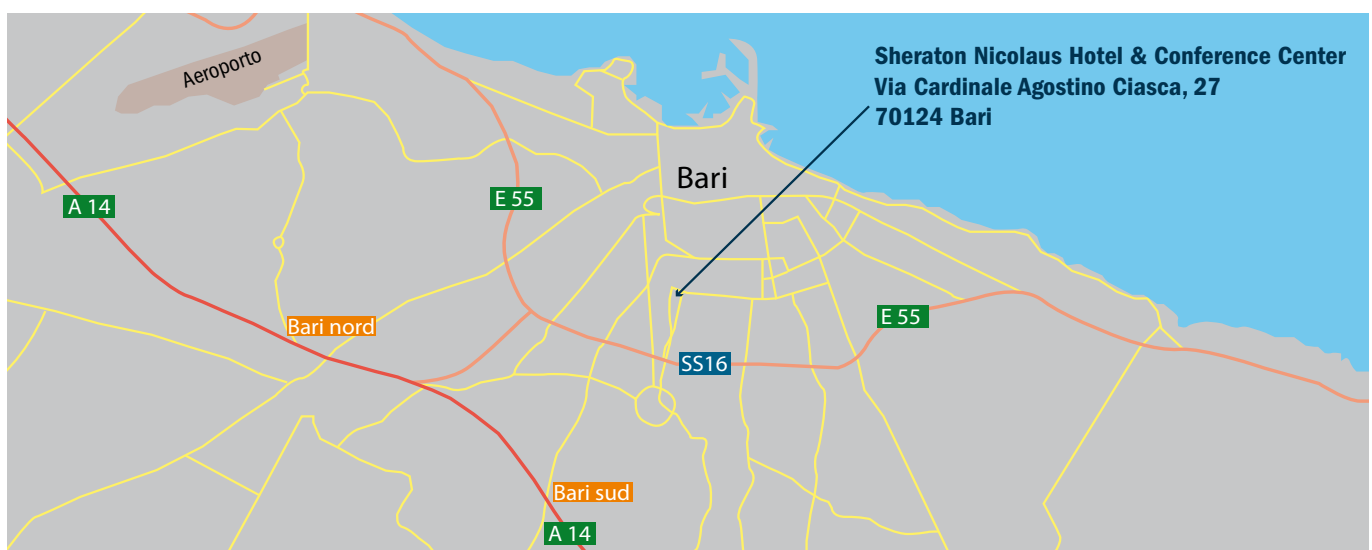 Aeroporto
Sheraton Nicolaus Hotel & Conference Center
Via Cardinale Agostino Ciasca, 27
70124 Bari
Bari
A 14
E 55
Bari nord
E 55
SS16
Bari sud
A 14